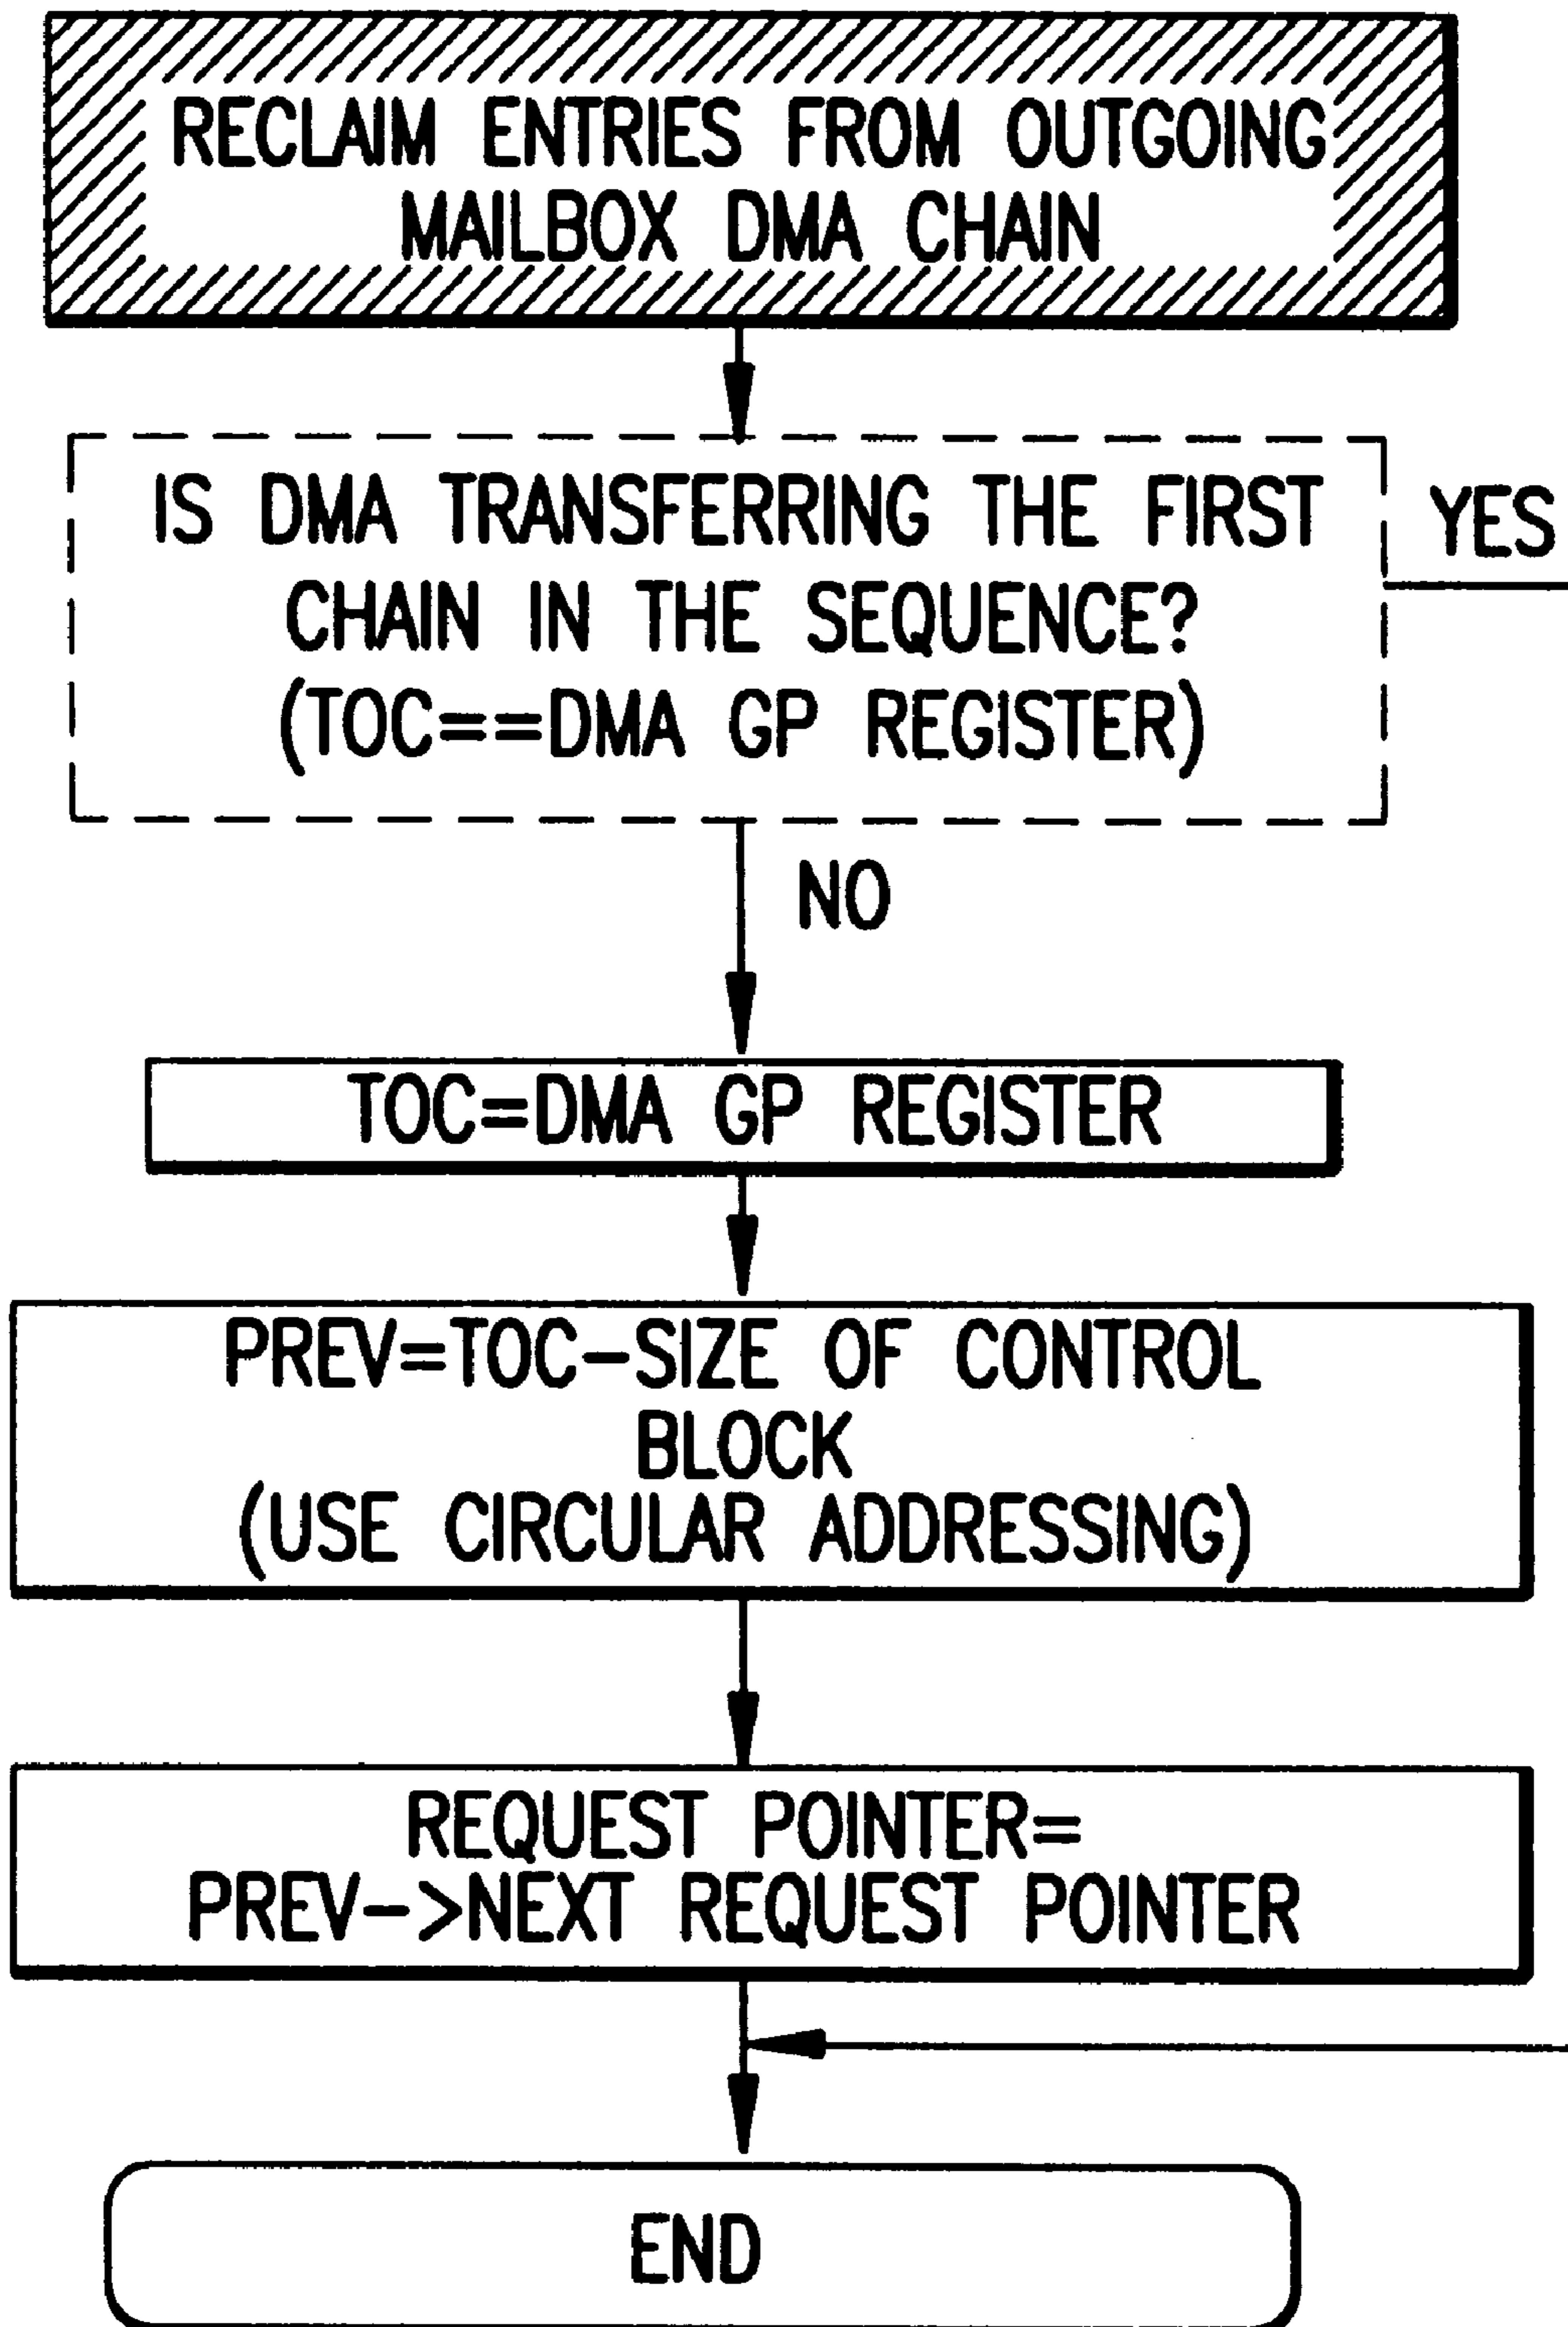 RECLAIM ENTRIES FROM OUTGOING
MAILBOX DMA CHAIN
IS DMA TRANSFERRING THE FIRST
CHAIN IN THE SEQUENCE?
(TOC==DMA GP REGISTER)
YES
NO
TOC=DMA GP REGISTER
PREV=TOC-SIZE OF CONTROL
BLOCK
(USE CIRCULAR ADDRESSING)
REQUEST POINTER=
PREV->NEXT REQUEST POINTER
END